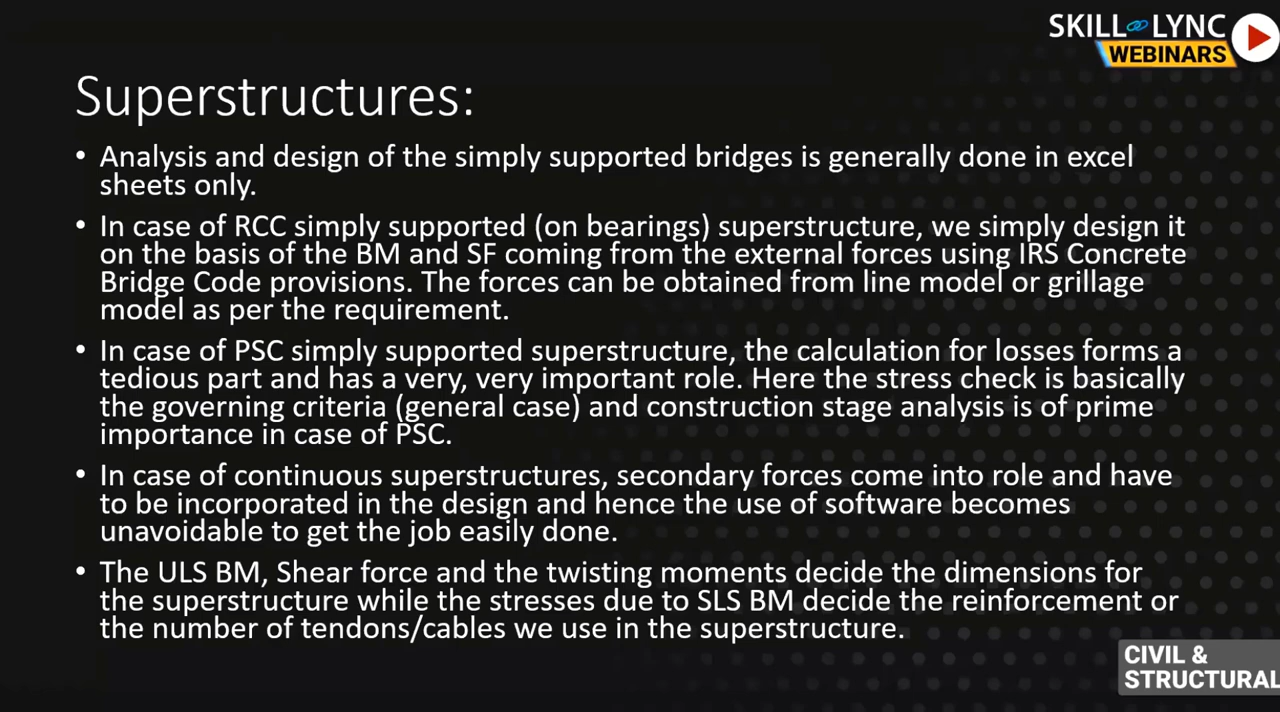 SKILL LYNC
WEBINARS
Superstructures:
• Analysis and design of the simply supported bridges is generally done in excel
sheets only.
• In case of RCC simply supported (on bearings) superstructure, we simply design it
on the basis of the BM and SF coming from the external forces using IRS Concrete
Bridge Code provisions. The forces can be obtained from line model or grillage
model as per the requirement.
• In case of PSC simply supported superstructure, the calculation for losses forms a
tedious part and has a very, very important role. Here the stress check is basically
the governing criteria (general case) and construction stage analysis is of prime
importance in case of PSC.
• In case of continuous superstructures, secondary forces come into role and have
to be incorporated in the design and hence the use of software becomes
unavoidable to get the job easily done.
• The ULS BM, Shear force and the twisting moments decide the dimensions for
the superstructure while the stresses due to SLS BM decide the reinforcement or
the number of tendons/cables we use in the superstructure.
CIVIL &
STRUCTURAL